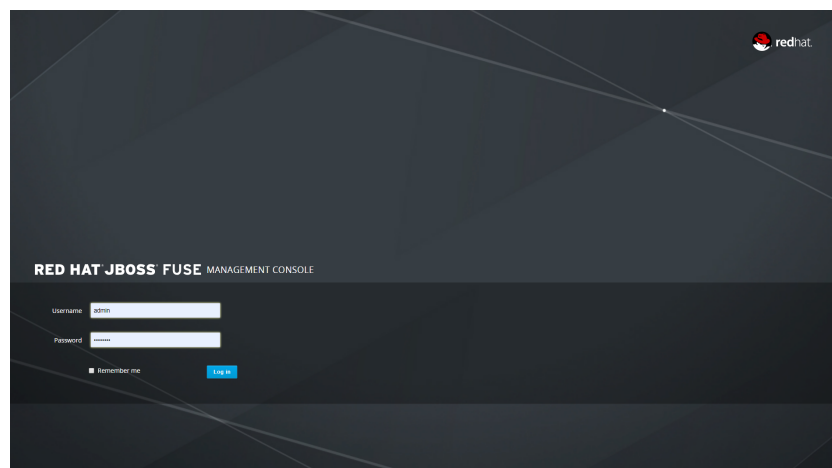 redhat.
RED HAT® JBOSS® FUSE MANAGEMENT CONSOLE
Username admin
Password ••••••••
Remember me Log in